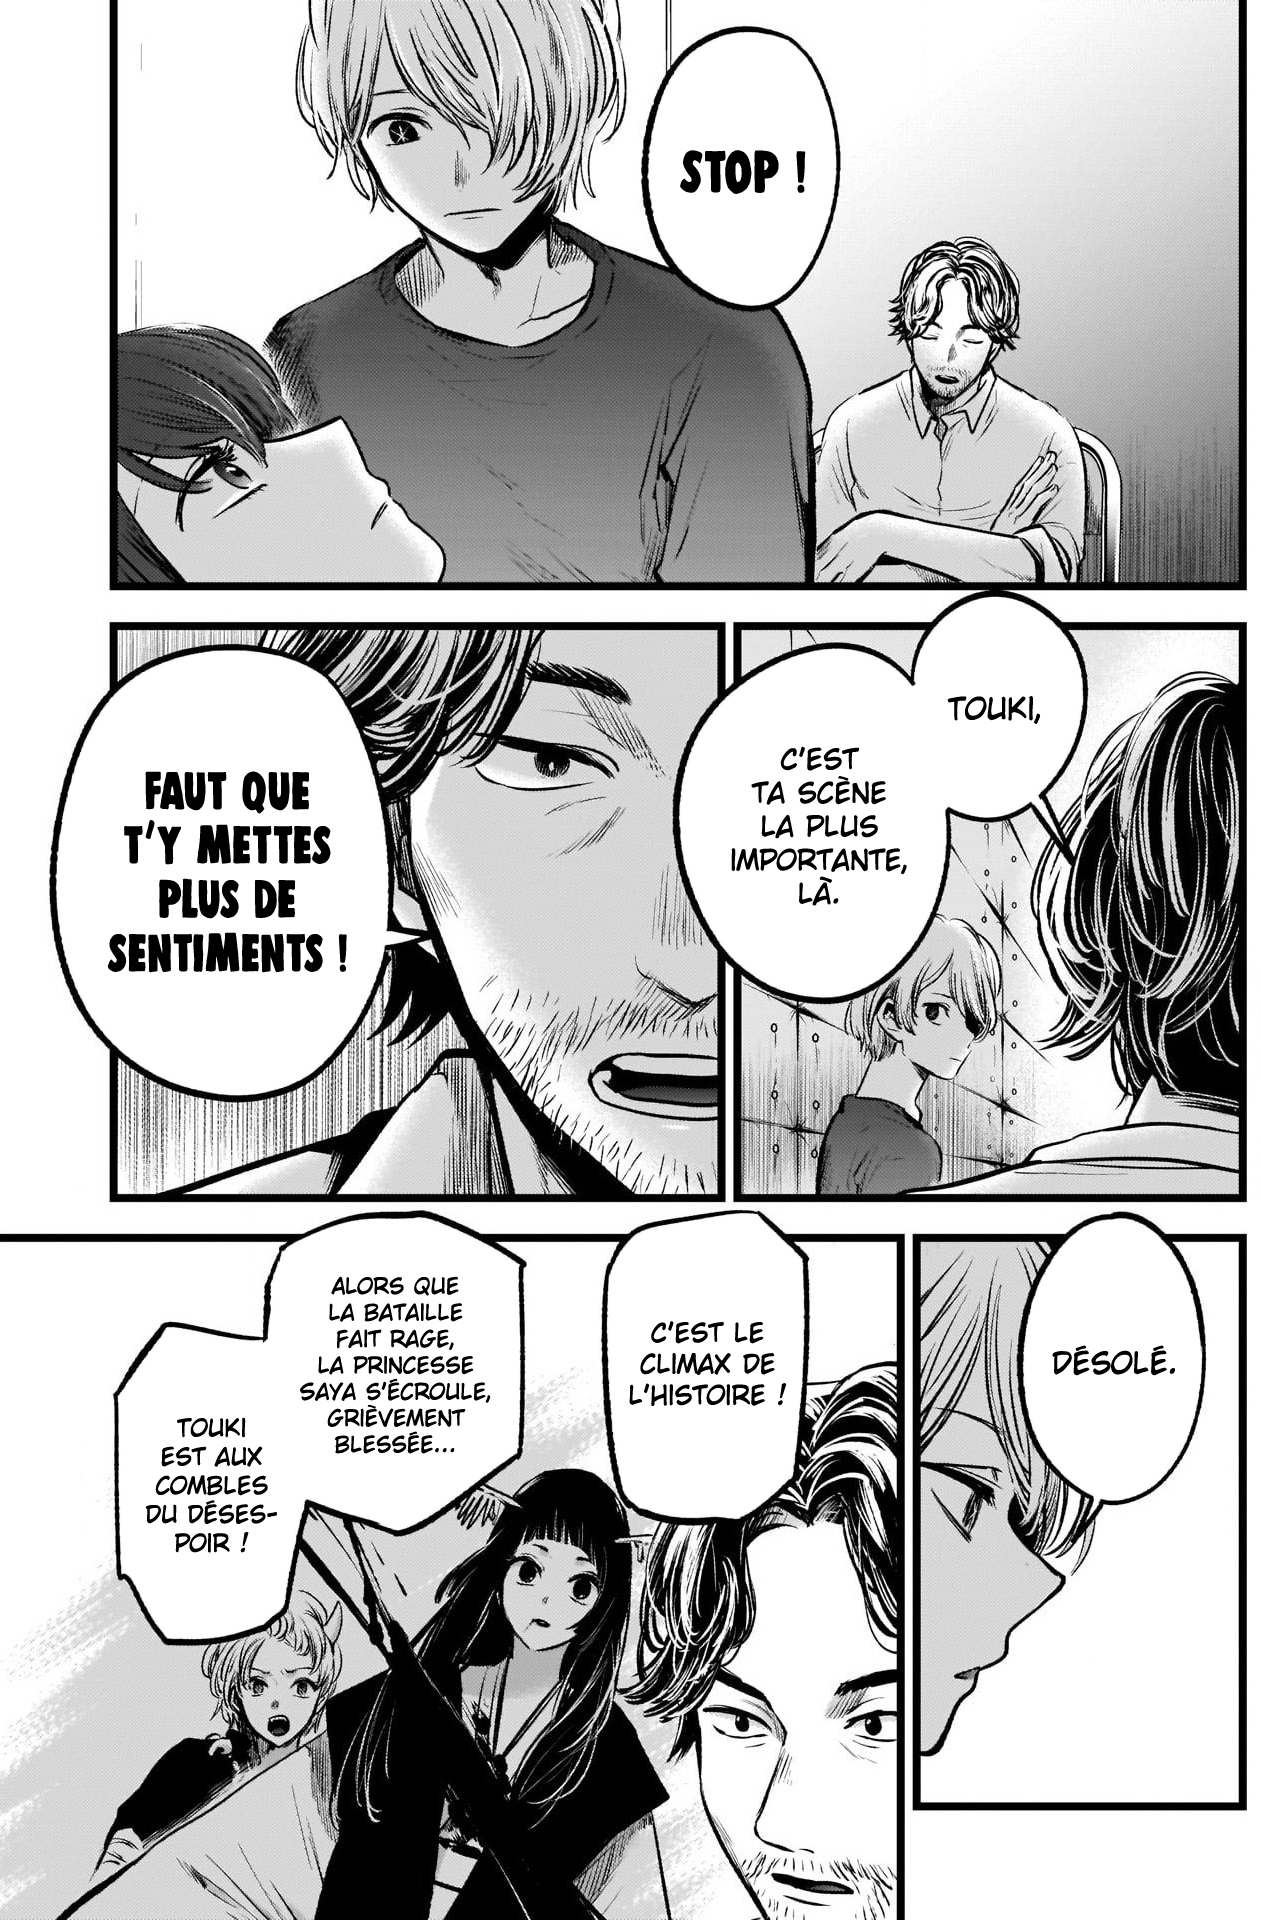 STOP !
TOUKI,
C'EST
TA SCÈNE
LA PLUS
IMPORTANTE,
LÀ.
FAUT QUE
T'Y METTES
PLUS DE
SENTIMENTS !
DÉSOLÉ.
C'EST LE
CLIMAX DE
L'HISTOIRE !
ALORS QUE
LA BATAILLE
FAIT RAGE,
LA PRINCESSE
SAYA S'ÉCROULE,
GRIÈVEMENT
BLESSÉE...
TOUKI
EST AUX
COMBLES
DU DÉSES-
POIR !